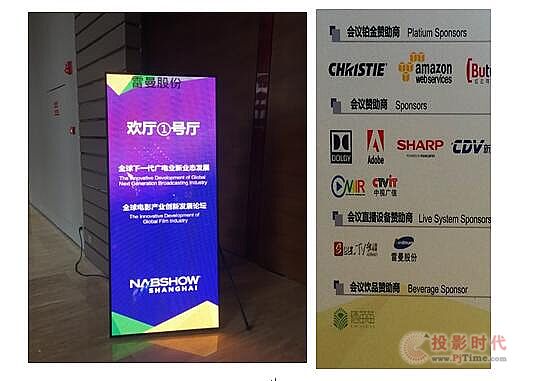 雷曼股份
欢厅①号厅
全球下一代广电业新业态发展
The Innovative Development of Global
Next Generation Broadcasting Industry
全球电影产业创新发展论坛
The Innovative Development of
Global Film Industry
NABSHOW
SHANGHAI
会议铂金赞助商 Platium Sponsors
CHRISTIE
amazon
webservices
会议赞助商 Sponsors
DOLBY
Adobe
SHARP
CDV
CMIT
中视广信
会议直播设备赞助商 Live System Sponsors
雷曼股份
会议饮品赞助商 Beverage Sponsor
投影时代
www.PjTime.com